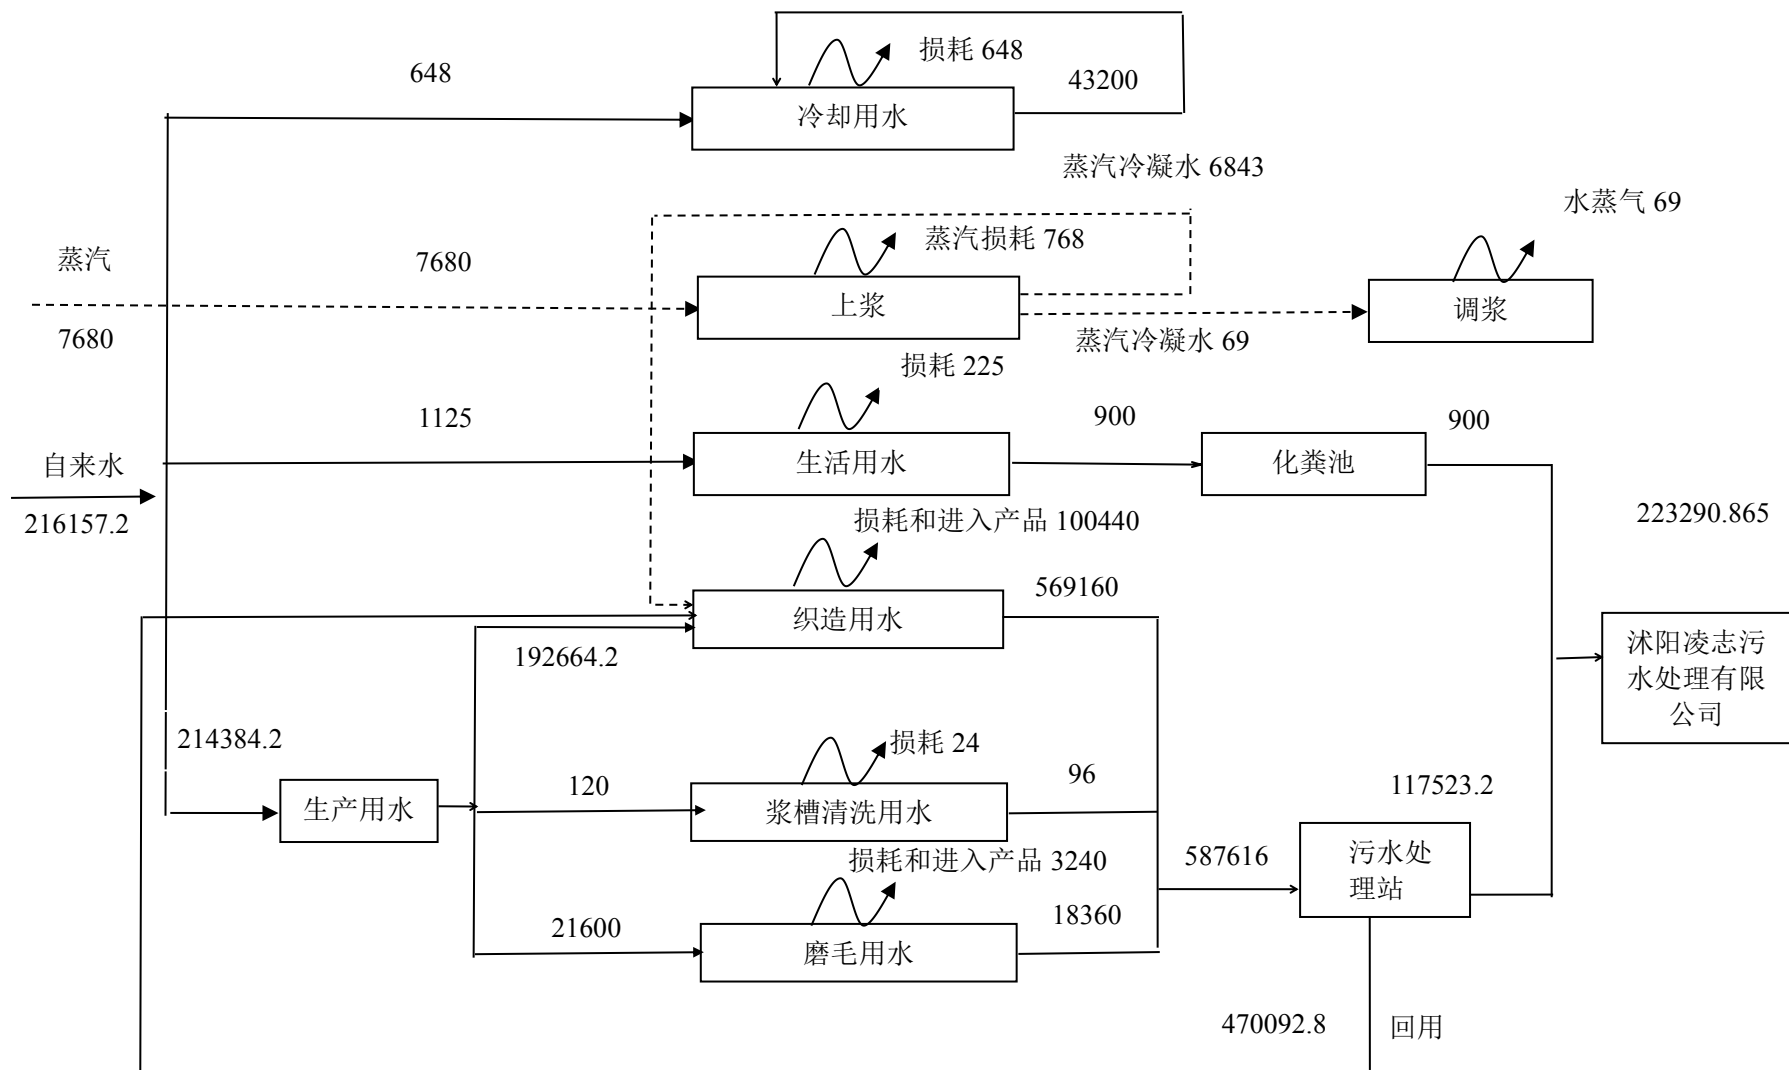 损耗 648
648
43200
冷却用水
蒸汽冷凝水 6843
水蒸气 69
蒸汽
7680
蒸汽损耗 768
上浆
调浆
7680
蒸汽冷凝水 69
损耗 225
1125
900
900
自来水
生活用水
化粪池
216157.2
损耗和进入产品 100440
223290.865
569160
织造用水
192664.2
沭阳凌志污
水处理有限
公司
214384.2
损耗 24
120
96
117523.2
生产用水
浆槽清洗用水
损耗和进入产品 3240
587616
污水处
理站
21600
18360
磨毛用水
470092.8
回用